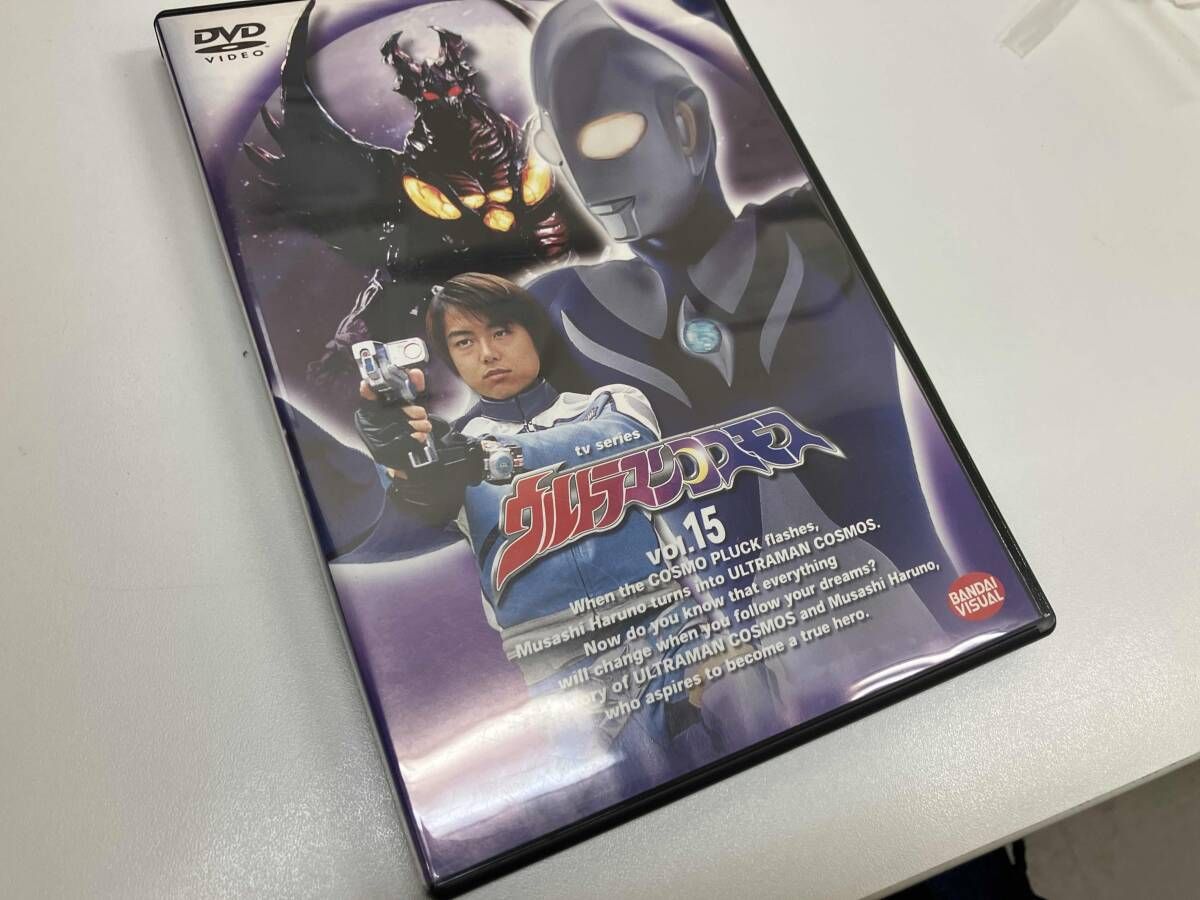 DVD
VIDEO
tv series
ウルトラマンコスモス
vol.15
When the COSMO PLUCK flashes,
Musashi Haruno turns into ULTRAMAN COSMOS.
Now do you know that everything
will change when you follow your dreams?
of ULTRAMAN COSMOS and Musashi Haruno,
who aspires to become a true hero.
BANDAI
VISUAL